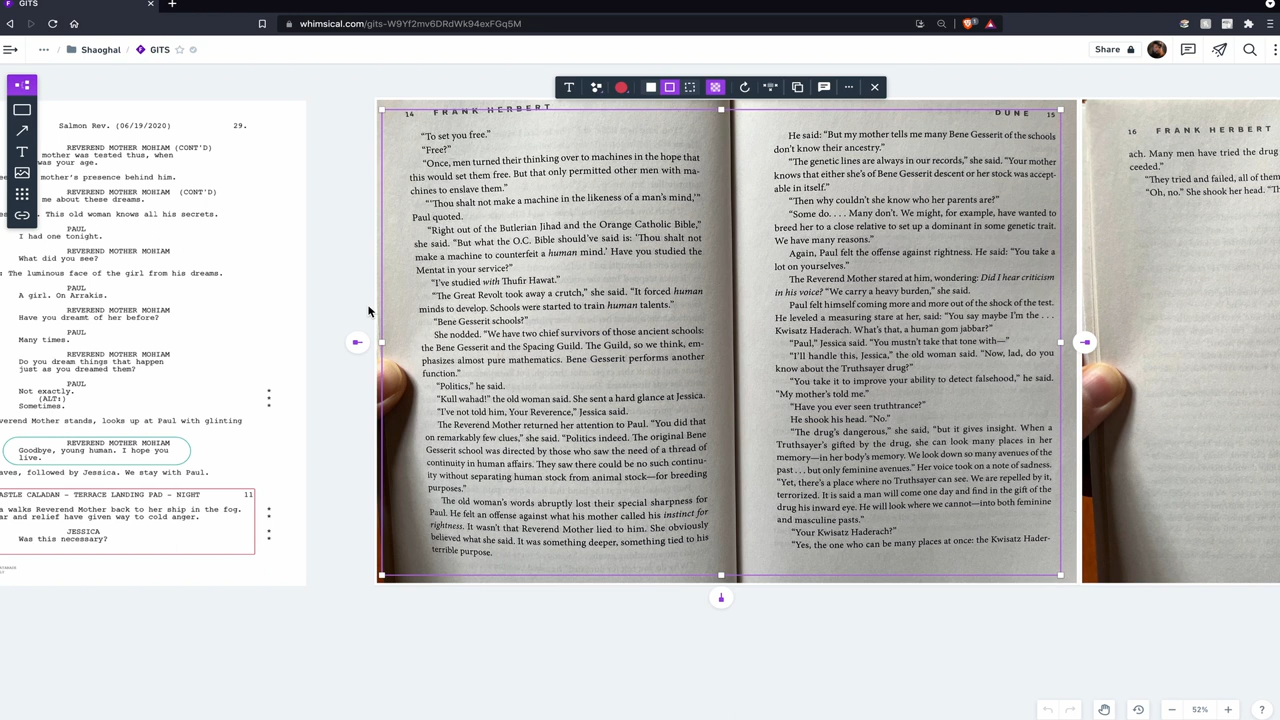 GITS
whimsical.com/gits-W9Yf2mv6DRdWk94exFGq5M
Shaoghal / GITS
Share
Salmon Rev. (06/19/2020) 29.
REVEREND MOTHER MOHIAM (CONT'D)
mother was tested thus, when
was your age.
mother's presence behind him.
REVEREND MOTHER MOHIAM (CONT'D)
me about these dreams.
This old woman knows all his secrets.
PAUL
I had one tonight.
REVEREND MOTHER MOHIAM
What did you see?
: The luminous face of the girl from his dreams.
PAUL
A girl. On Arrakis.
REVEREND MOTHER MOHIAM
Have you dreamt of her before?
PAUL
Many times.
REVEREND MOTHER MOHIAM
Do you dream things that happen
just as you dreamed them?
PAUL
Not exactly. *
(ALT:) *
Sometimes. *
verend Mother stands, looks up at Paul with glinting
REVEREND MOTHER MOHIAM
Goodbye, young human. I hope you
live.
aves, followed by Jessica. We stay with Paul.
ASTLE CALADAN - TERRACE LANDING PAD - NIGHT 11
a walks Reverend Mother back to her ship in the fog. *
ar and relief have given way to cold anger. *
JESSICA *
Was this necessary? *
14 FRANK HERBERT
"To set you free."
"Free?"
"Once, men turned their thinking over to machines in the hope that
this would set them free. But that only permitted other men with ma-
chines to enslave them."
"'Thou shalt not make a machine in the likeness of a man's mind,'"
Paul quoted.
"Right out of the Butlerian Jihad and the Orange Catholic Bible,"
she said. "But what the O.C. Bible should've said is: 'Thou shalt not
make a machine to counterfeit a human mind.' Have you studied the
Mentat in your service?"
"I've studied with Thufir Hawat."
"The Great Revolt took away a crutch," she said. "It forced human
minds to develop. Schools were started to train human talents."
"Bene Gesserit schools?"
She nodded. "We have two chief survivors of those ancient schools:
the Bene Gesserit and the Spacing Guild. The Guild, so we think, em-
phasizes almost pure mathematics. Bene Gesserit performs another
function."
"Politics," he said.
"Kull wahad!" the old woman said. She sent a hard glance at Jessica.
"I've not told him, Your Reverence," Jessica said.
The Reverend Mother returned her attention to Paul. "You did that
on remarkably few clues," she said. "Politics indeed. The original Bene
Gesserit school was directed by those who saw the need of a thread of
continuity in human affairs. They saw there could be no such continu-
ity without separating human stock from animal stock—for breeding
purposes."
The old woman's words abruptly lost their special sharpness for
Paul. He felt an offense against what his mother called his instinct for
rightness. It wasn't that Reverend Mother lied to him. She obviously
believed what she said. It was something deeper, something tied to his
terrible purpose.
DUNE 15
He said: "But my mother tells me many Bene Gesserit of the schools
don't know their ancestry."
"The genetic lines are always in our records," she said. "Your mother
knows that either she's of Bene Gesserit descent or her stock was accept-
able in itself."
"Then why couldn't she know who her parents are?"
"Some do. . . . Many don't. We might, for example, have wanted to
breed her to a close relative to set up a dominant in some genetic trait.
We have many reasons."
Again, Paul felt the offense against rightness. He said: "You take a
lot on yourselves."
The Reverend Mother stared at him, wondering: Did I hear criticism
in his voice? "We carry a heavy burden," she said.
Paul felt himself coming more and more out of the shock of the test.
He leveled a measuring stare at her, said: "You say maybe I'm the . . .
Kwisatz Haderach. What's that, a human gom jabbar?"
"Paul," Jessica said. "You mustn't take that tone with—"
"I'll handle this, Jessica," the old woman said. "Now, lad, do you
know about the Truthsayer drug?"
"You take it to improve your ability to detect falsehood," he said.
"My mother's told me."
"Have you ever seen truthtrance?"
He shook his head. "No."
"The drug's dangerous," she said, "but it gives insight. When a
Truthsayer's gifted by the drug, she can look many places in her
memory—in her body's memory. We look down so many avenues of the
past . . . but only feminine avenues." Her voice took on a note of sadness.
"Yet, there's a place where no Truthsayer can see. We are repelled by it,
terrorized. It is said a man will come one day and find in the gift of the
drug his inward eye. He will look where we cannot—into both feminine
and masculine pasts."
"Your Kwisatz Haderach?"
"Yes, the one who can be many places at once: the Kwisatz Hader-
16 FRANK HERBERT
ach. Many men have tried the drug
ceeded."
"They tried and failed, all of them
"Oh, no." She shook her head. "Th
52%